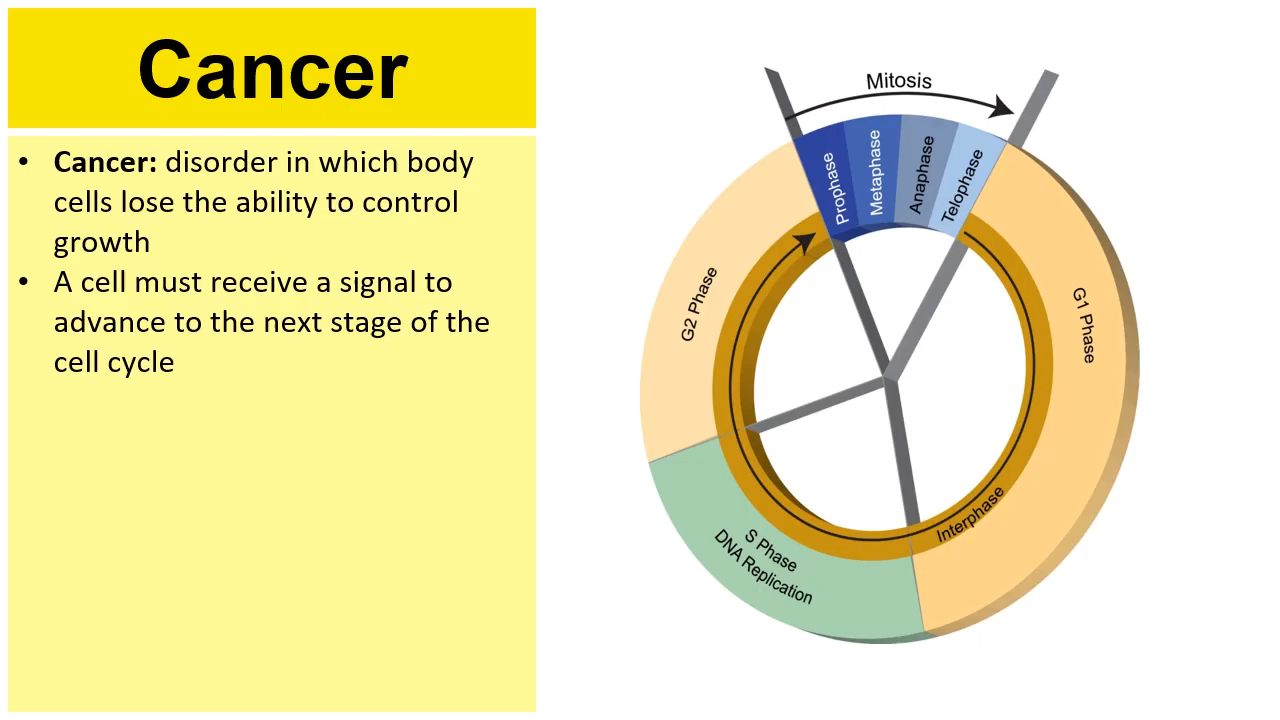 Cancer
• Cancer: disorder in which body
cells lose the ability to control
growth
• A cell must receive a signal to
advance to the next stage of the
cell cycle
Mitosis
Prophase
Metaphase
Anaphase
Telophase
G2 Phase
G1 Phase
Interphase
S Phase
DNA Replication